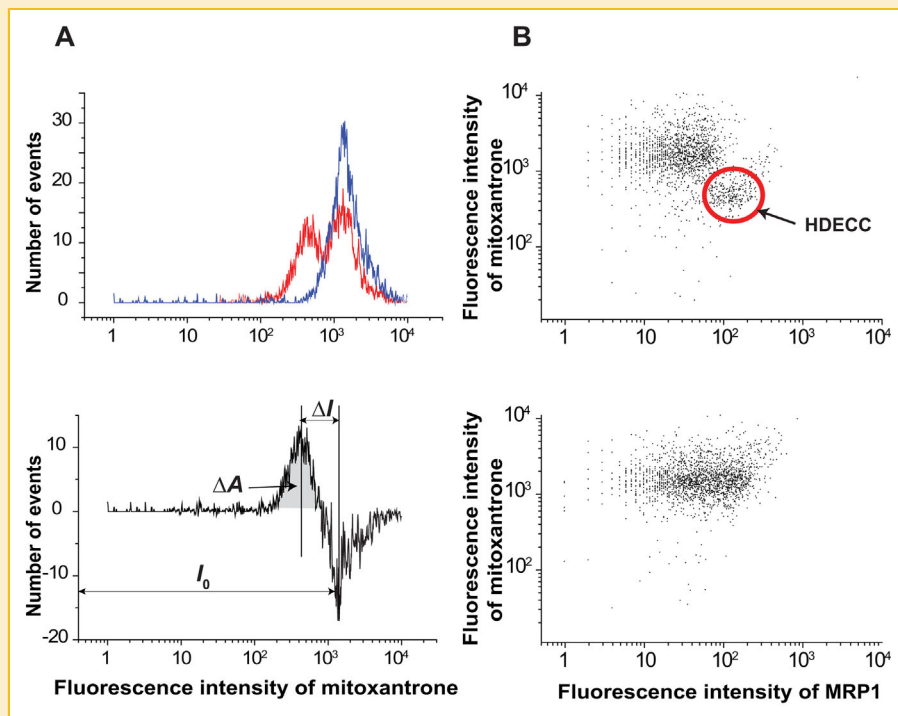 A
Number of events
30
20
10
0
1 10 10² 10³ 10⁴
B
Fluorescence intensity
of mitoxantrone
10⁴
10³
10²
HDECC
1 10 10² 10³ 10⁴
Number of events
10
0
-10
-20
ΔI
ΔA
I₀
1 10 10² 10³ 10⁴
Fluorescence intensity of mitoxantrone
Fluorescence intensity
of mitoxantrone
10⁴
10³
10²
1 10 10² 10³ 10⁴
Fluorescence intensity of MRP1